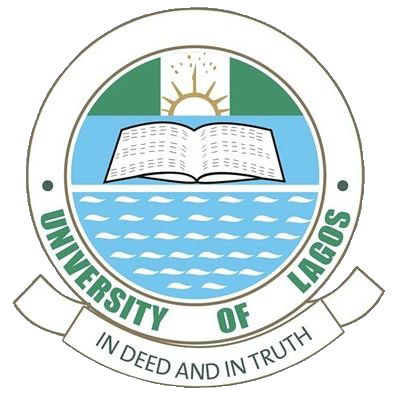 UNIVERSITY OF LAGOS
IN DEED AND IN TRUTH